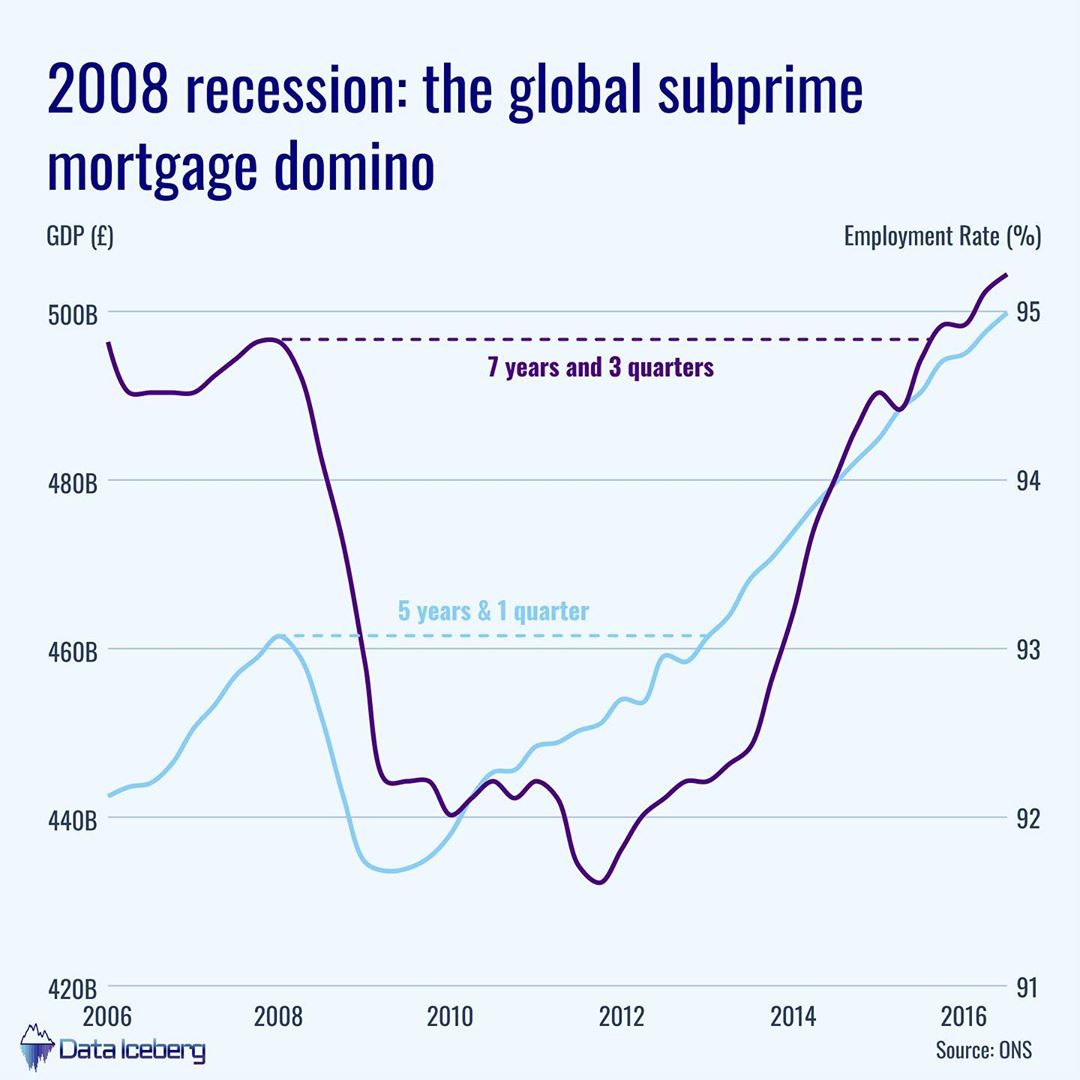 2008 recession: the global subprime
mortgage domino
GDP (£)
Employment Rate (%)
500B
95
7 years and 3 quarters
480B
94
5 years & 1 quarter
460B
93
440B
92
420B
91
2006
2008
2010
2012
2014
2016
Data Iceberg
Source: ONS